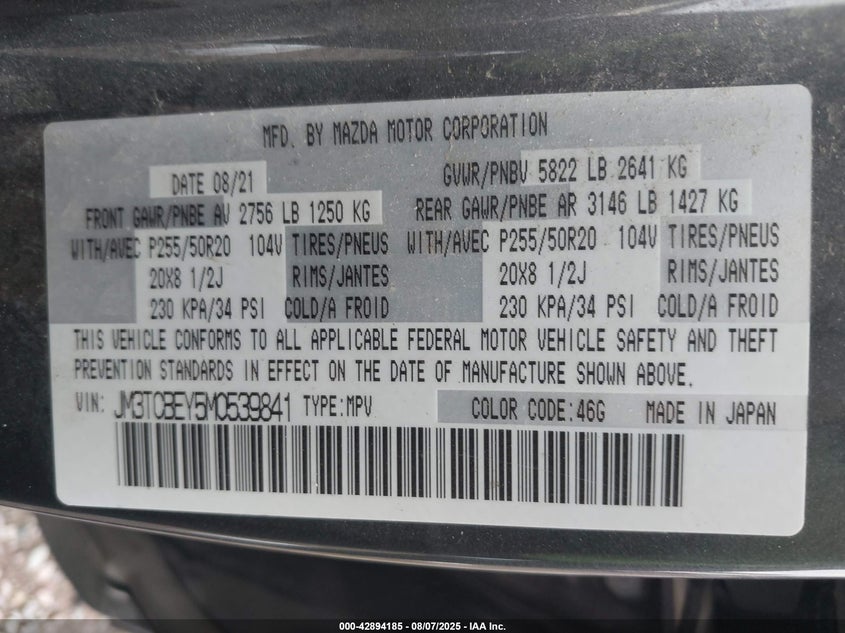 MFD. BY MAZDA MOTOR CORPORATION
DATE 08/21
GVWR/PNBV 5822 LB 2641 KG
FRONT GAWR/PNBE AV 2756 LB 1250 KG
REAR GAWR/PNBE AR 3146 LB 1427 KG
WITH/AVEC P255/50R20 104V TIRES/PNEUS
WITH/AVEC P255/50R20 104V TIRES/PNEUS
20X8 1/2J RIMS/JANTES
20X8 1/2J RIMS/JANTES
230 KPA/34 PSI COLD/A FROID
230 KPA/34 PSI COLD/A FROID
THIS VEHICLE CONFORMS TO ALL APPLICABLE FEDERAL MOTOR VEHICLE SAFETY AND THEFT
PREVENTION STANDARDS IN EFFECT ON THE DATE OF MANUFACTURE SHOWN ABOVE.
VIN: JM3TCBEY5M0539841 TYPE:MPV COLOR CODE:46G MADE IN JAPAN
000-42894185 - 08/07/2025 - IAA Inc.